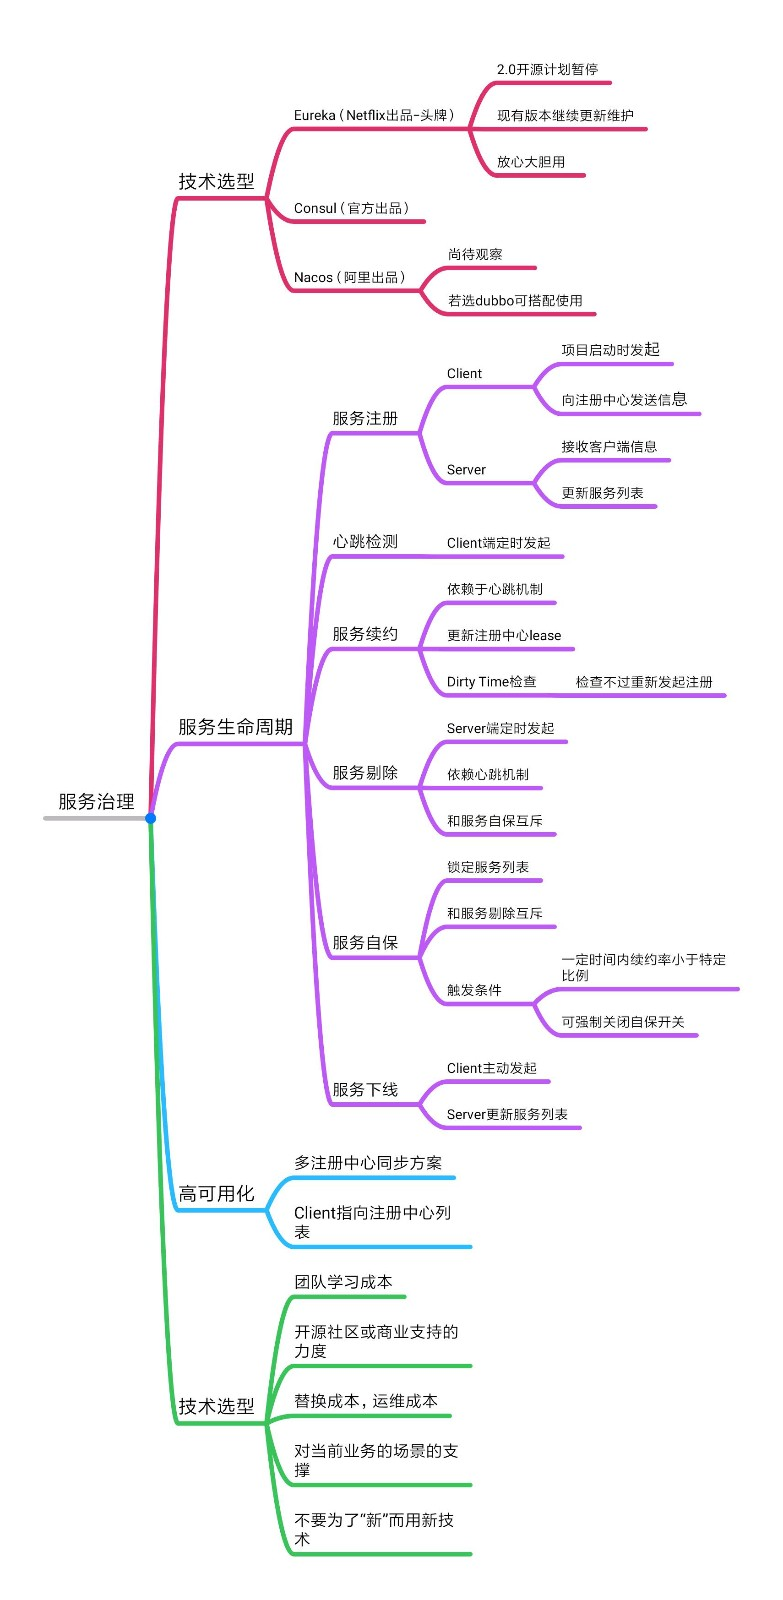 服务治理
技术选型
Eureka（Netflix出品-头牌）
2.0开源计划暂停
现有版本继续更新维护
放心大胆用
Consul（官方出品）
Nacos（阿里出品）
尚待观察
若选dubbo可搭配使用
服务生命周期
服务注册
Client
项目启动时发起
向注册中心发送信息
Server
接收客户端信息
更新服务列表
心跳检测
Client端定时发起
服务续约
依赖于心跳机制
更新注册中心lease
Dirty Time检查
检查不过重新发起注册
服务剔除
Server端定时发起
依赖心跳机制
和服务自保互斥
服务自保
锁定服务列表
和服务剔除互斥
触发条件
一定时间内续约率小于特定
比例
可强制关闭自保开关
服务下线
Client主动发起
Server更新服务列表
高可用化
多注册中心同步方案
Client指向注册中心列
表
技术选型
团队学习成本
开源社区或商业支持的
力度
替换成本，运维成本
对当前业务的场景的支
撑
不要为了“新”而用新技
术